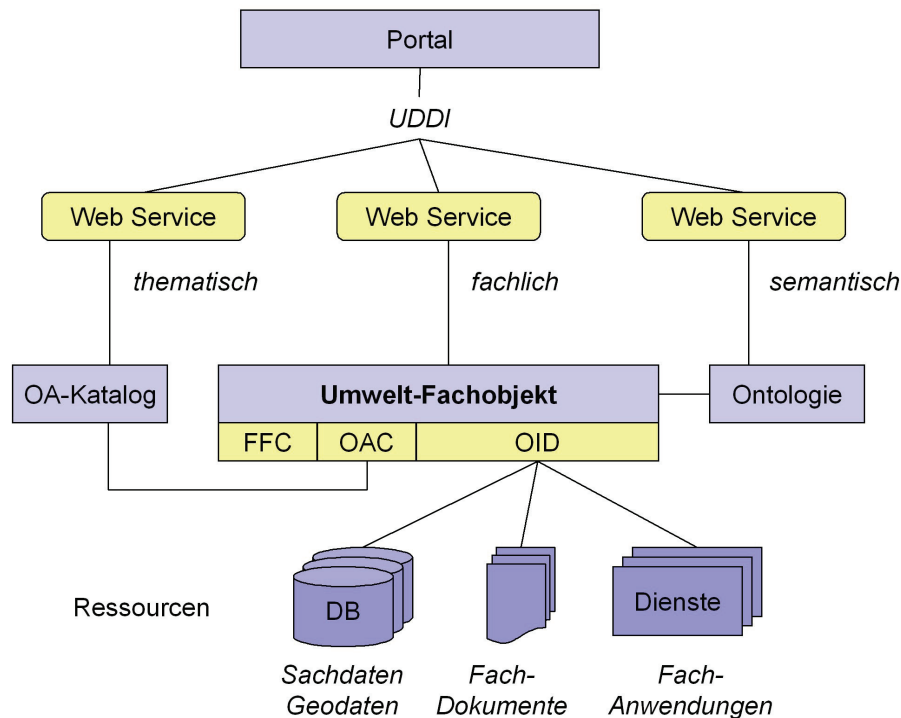 Portal
UDDI
Web Service
Web Service
Web Service
thematisch
fachlich
semantisch
OA-Katalog
Umwelt-Fachobjekt
Ontologie
FFC
OAC
OID
Ressourcen
DB
Dienste
Sachdaten
Geodaten
Fach-
Dokumente
Fach-
Anwendungen